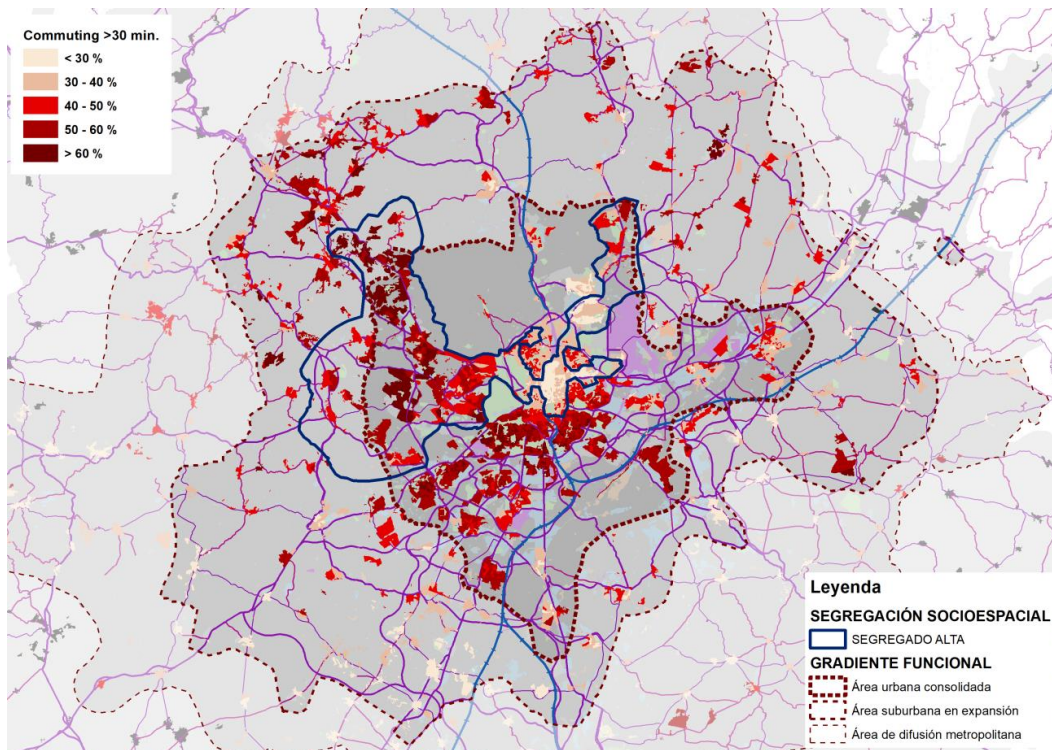 Commuting >30 min.
< 30 %
30 - 40 %
40 - 50 %
50 - 60 %
> 60 %
Leyenda
SEGREGACIÓN SOCIOESPACIAL
SEGREGADO ALTA
GRADIENTE FUNCIONAL
Área urbana consolidada
Área suburbana en expansión
Área de difusión metropolitana